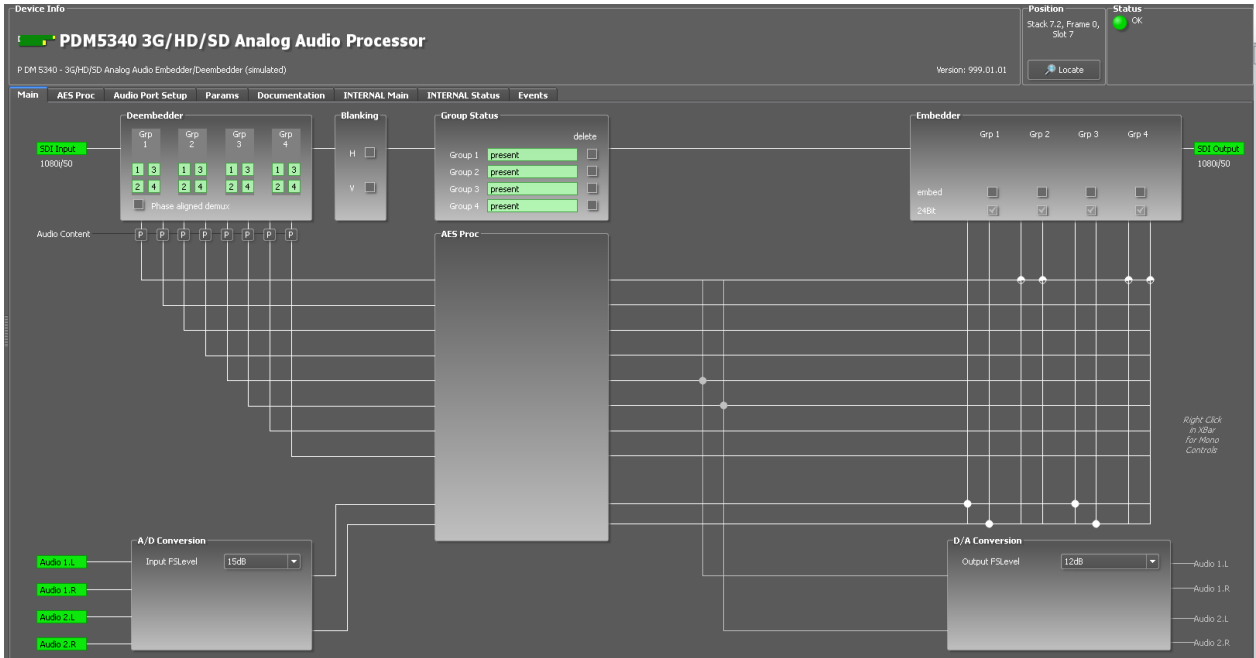 Device Info
Position
Status
Stack 7.2, Frame 0,
Slot 7
OK
PDM5340 3G/HD/SD Analog Audio Processor
P DM 5340 - 3G/HD/SD Analog Audio Embedder/Deembedder (simulated)
Version: 999.01.01
Locate
Main AES Proc Audio Port Setup Params Documentation INTERNAL Main INTERNAL Status Events
Deembedder
Blanking
Group Status
Embedder
Grp 1 Grp 2 Grp 3 Grp 4
delete
Grp 1 Grp 2 Grp 3 Grp 4
SDI Input
H
SDI Output
1080i/50
Group 1 present
1080i/50
1 3 1 3 1 3 1 3
Group 2 present
2 4 2 4 2 4 2 4
V
Group 3 present
embed
Phase aligned demux
Group 4 present
24Bit
Audio Content P P P P P P P P
AES Proc
Right Click
in XBar
for Mono
Controls
A/D Conversion
D/A Conversion
Audio 1.L
Input FSLevel 15dB
Output FSLevel 12dB
Audio 1.L
Audio 1.R
Audio 1.R
Audio 2.L
Audio 2.L
Audio 2.R
Audio 2.R